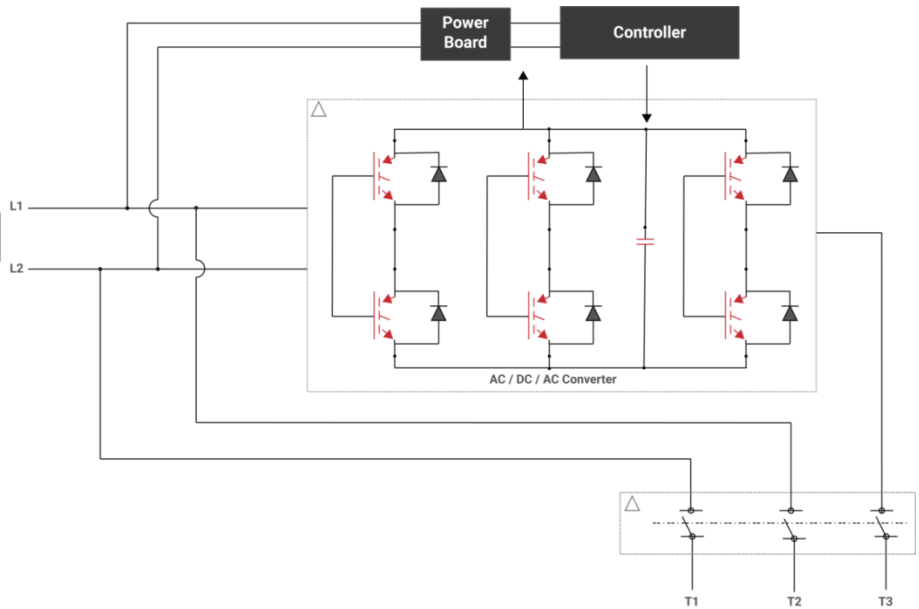 Power
Board
Controller
L1
L2
AC / DC / AC Converter
T1
T2
T3